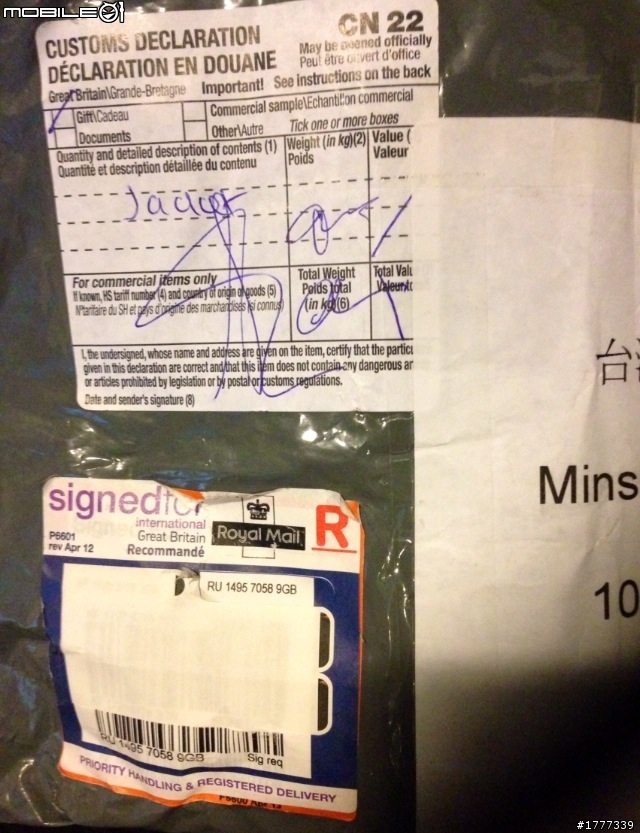 MOBILE01
CUSTOMS DECLARATION
CN 22
DÉCLARATION EN DOUANE
May be opened officially
Peut être ouvert d'office
Great Britain\Grande-Bretagne
Important!
See instructions on the back
Gift\Cadeau
Commercial sample\Échantillon commercial
Documents
Other\Autre
Tick one or more boxes
Quantity and detailed description of contents (1)
Quantité et description détaillée du contenu
Weight (in kg)(2)
Poids
Value (
Valeur
For commercial items only
If known, HS tariff number (4) and country of origin of goods (5)
N°tarifaire du SH et pays d'origine des marchandises (si connus)
Total Weight
Poids total
(in kg)(6)
Total Valu
I, the undersigned, whose name and address are given on the item, certify that the particu
given in this declaration are correct and that this item does not contain any dangerous ar
or articles prohibited by legislation or by postal or customs regulations.
Date and sender's signature (8)
台
Mins
10
signedfor
international
Great Britain
Recommandé
P5601
rev Apr 12
Royal Mail
R
RU 1495 7058 9GB
RU 1495 7058 9GB
Sig req
PRIORITY HANDLING & REGISTERED DELIVERY
#1777339